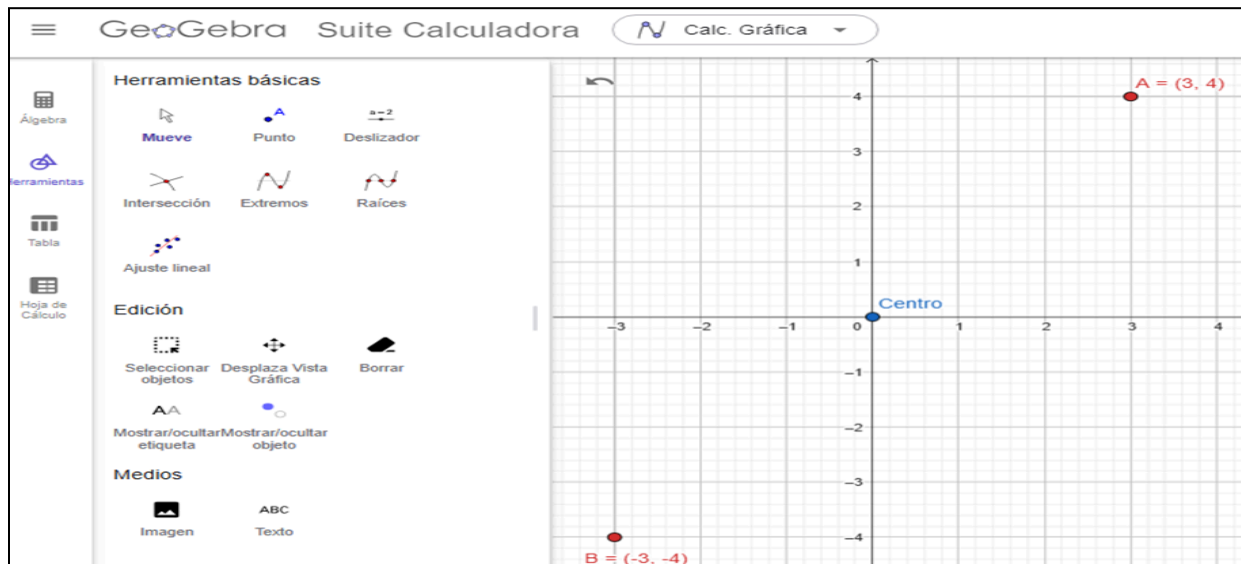 GeoGebra Suite Calculadora Calc. Gráfica
Álgebra
Herramientas
Tabla
Hoja de
Cálculo
Herramientas básicas
Mueve Punto a=2 Deslizador
Intersección Extremos Raíces
Ajuste lineal
Edición
Seleccionar objetos Desplaza Vista Gráfica Borrar
AA
Mostrar/ocultar etiqueta Mostrar/ocultar objeto
Medios
Imagen ABC Texto
A
A = (3, 4)
4
3
2
1
Centro
-3 -2 -1 0 1 2 3 4
-1
-2
-3
-4
B = (-3, -4)